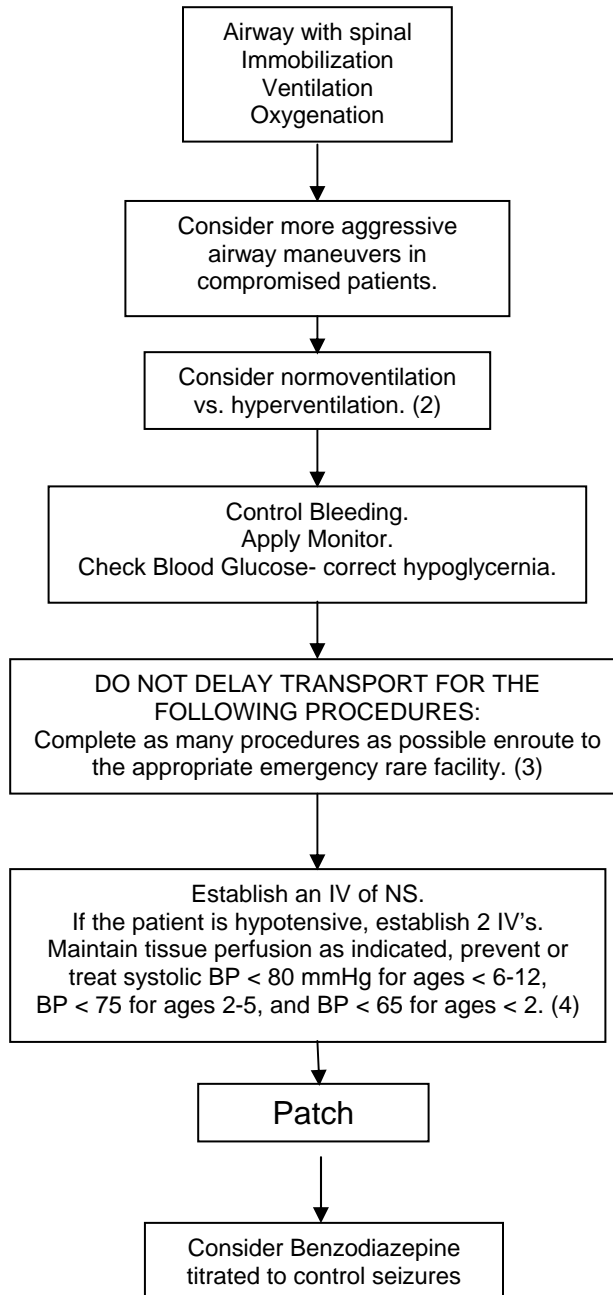 Airway with spinal
Immobilization
Ventilation
Oxygenation
Consider more aggressive
airway maneuvers in
compromised patients.
Consider normoventilation
vs. hyperventilation. (2)
Control Bleeding.
Apply Monitor.
Check Blood Glucose- correct hypoglycernia.
DO NOT DELAY TRANSPORT FOR THE
FOLLOWING PROCEDURES:
Complete as many procedures as possible enroute to
the appropriate emergency rare facility. (3)
Establish an IV of NS.
If the patient is hypotensive, establish 2 IV's.
Maintain tissue perfusion as indicated, prevent or
treat systolic BP < 80 mmHg for ages < 6-12,
BP < 75 for ages 2-5, and BP < 65 for ages < 2. (4)
Patch
Consider Benzodiazepine
titrated to control seizures